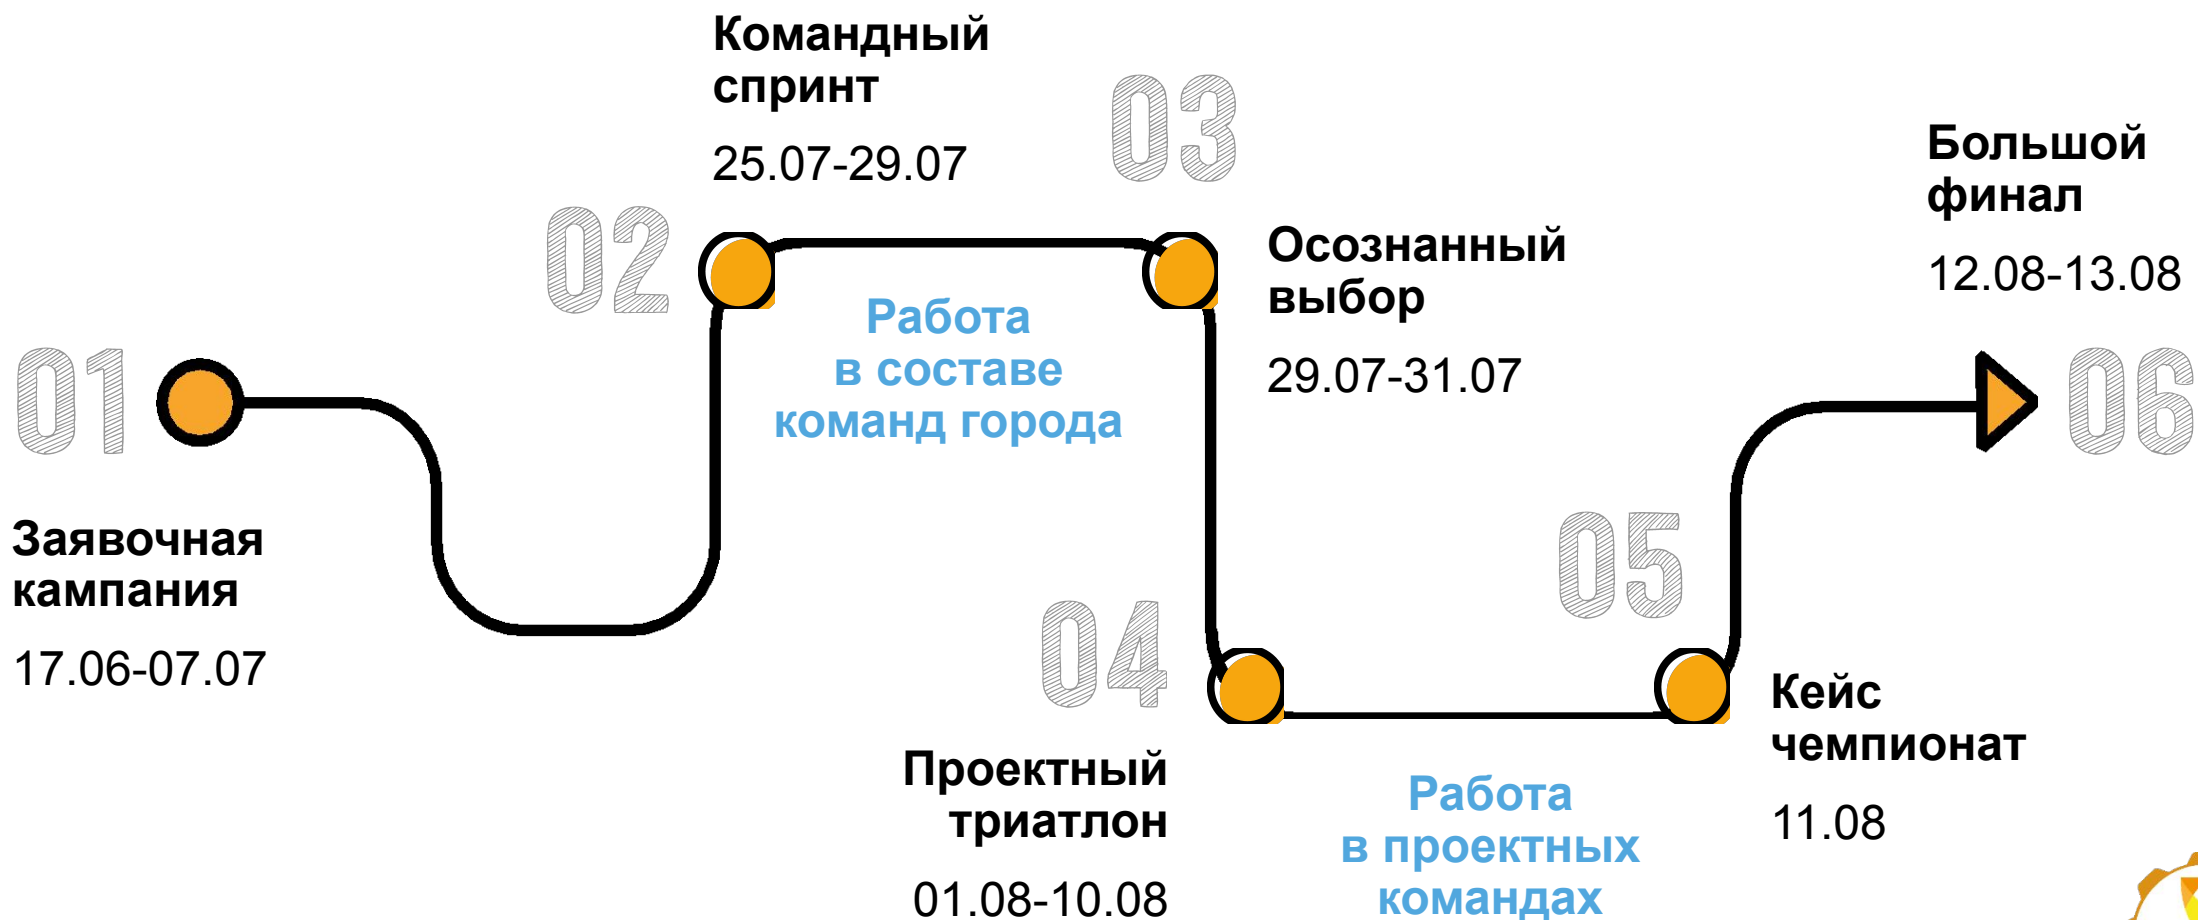 01
Заявочная
кампания
17.06-07.07
02
Командный
спринт
25.07-29.07
Работа
в составе
команд города
03
Осознанный
выбор
29.07-31.07
04
Проектный
триатлон
01.08-10.08
Работа
в проектных
командах
05
Кейс
чемпионат
11.08
Большой
финал
12.08-13.08
06